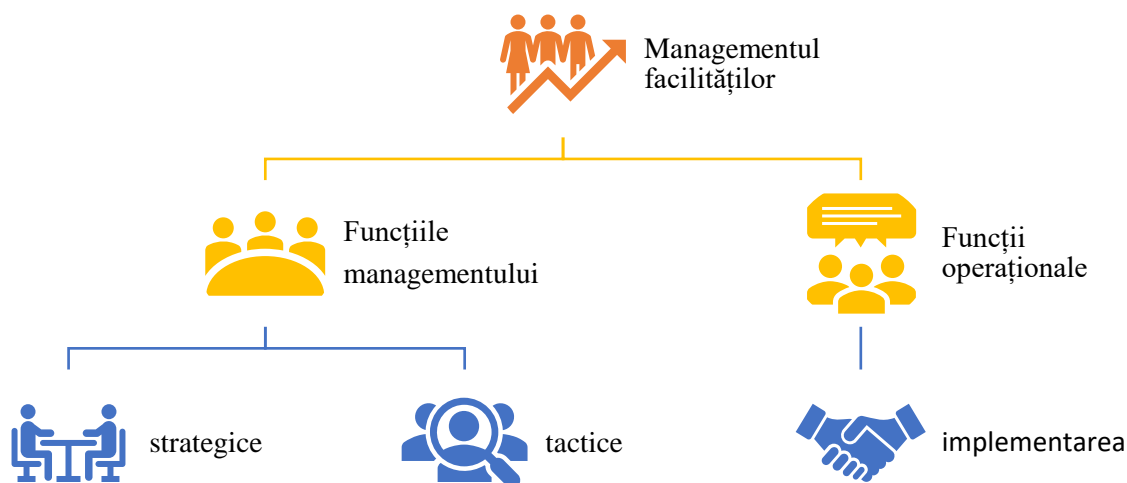 Managementul
facilităților
Funcțiile
managementului
Funcții
operaționale
strategice
tactice
implementarea